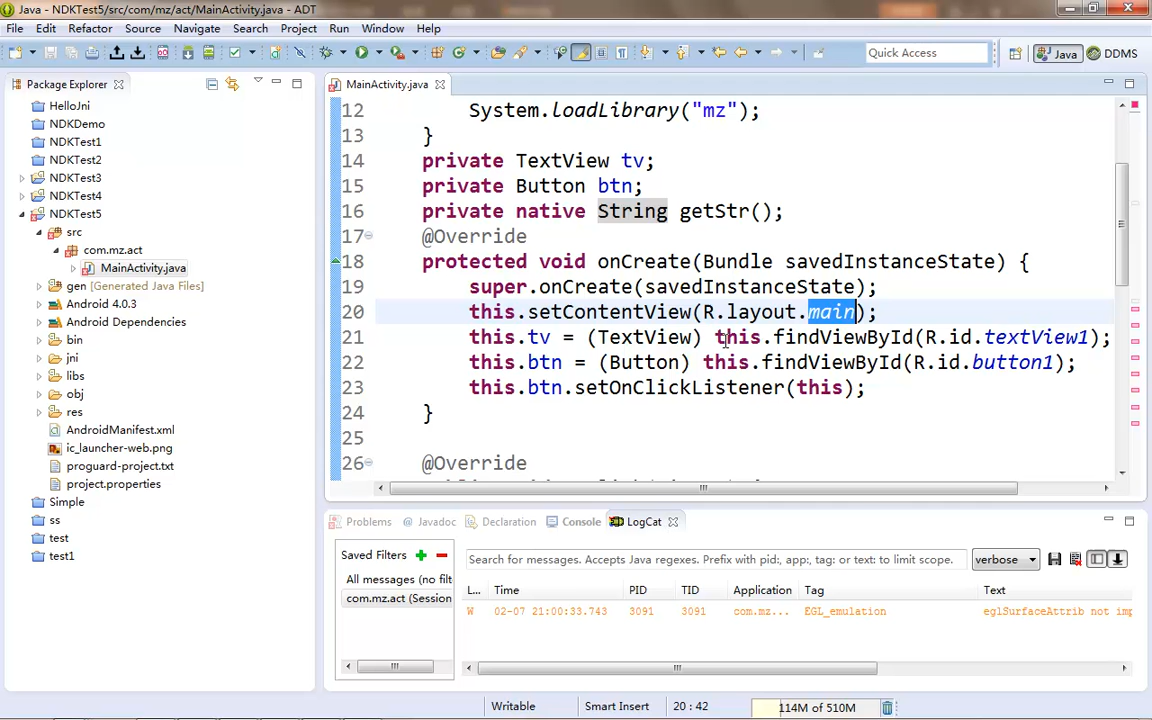 Java - NDKTest5/src/com/mz/act/MainActivity.java - ADT
File Edit Refactor Source Navigate Search Project Run Window Help
Quick Access
Java
DDMS
Package Explorer
HelloJni
NDKDemo
NDKTest1
NDKTest2
NDKTest3
NDKTest4
NDKTest5
src
com.mz.act
MainActivity.java
gen [Generated Java Files]
Android 4.0.3
Android Dependencies
bin
jni
libs
obj
res
AndroidManifest.xml
ic_launcher-web.png
proguard-project.txt
project.properties
Simple
ss
test
test1
MainActivity.java
12 System.loadLibrary("mz");
13 }
14 private TextView tv;
15 private Button btn;
16 private native String getStr();
17 @Override
18 protected void onCreate(Bundle savedInstanceState) {
19 super.onCreate(savedInstanceState);
20 this.setContentView(R.layout.main);
21 this.tv = (TextView) this.findViewById(R.id.textView1);
22 this.btn = (Button) this.findViewById(R.id.button1);
23 this.btn.setOnClickListener(this);
24 }
25
26 @Override
Problems Javadoc Declaration Console LogCat
Saved Filters
All messages (no filt
com.mz.act (Session
Search for messages. Accepts Java regexes. Prefix with pid:, app:, tag: or text: to limit scope.
verbose
L... Time PID TID Application Tag Text
W 02-07 21:00:33.743 3091 3091 com.mz... EGL_emulation eglSurfaceAttrib not imp
Writable Smart Insert 20 : 42 114M of 510M